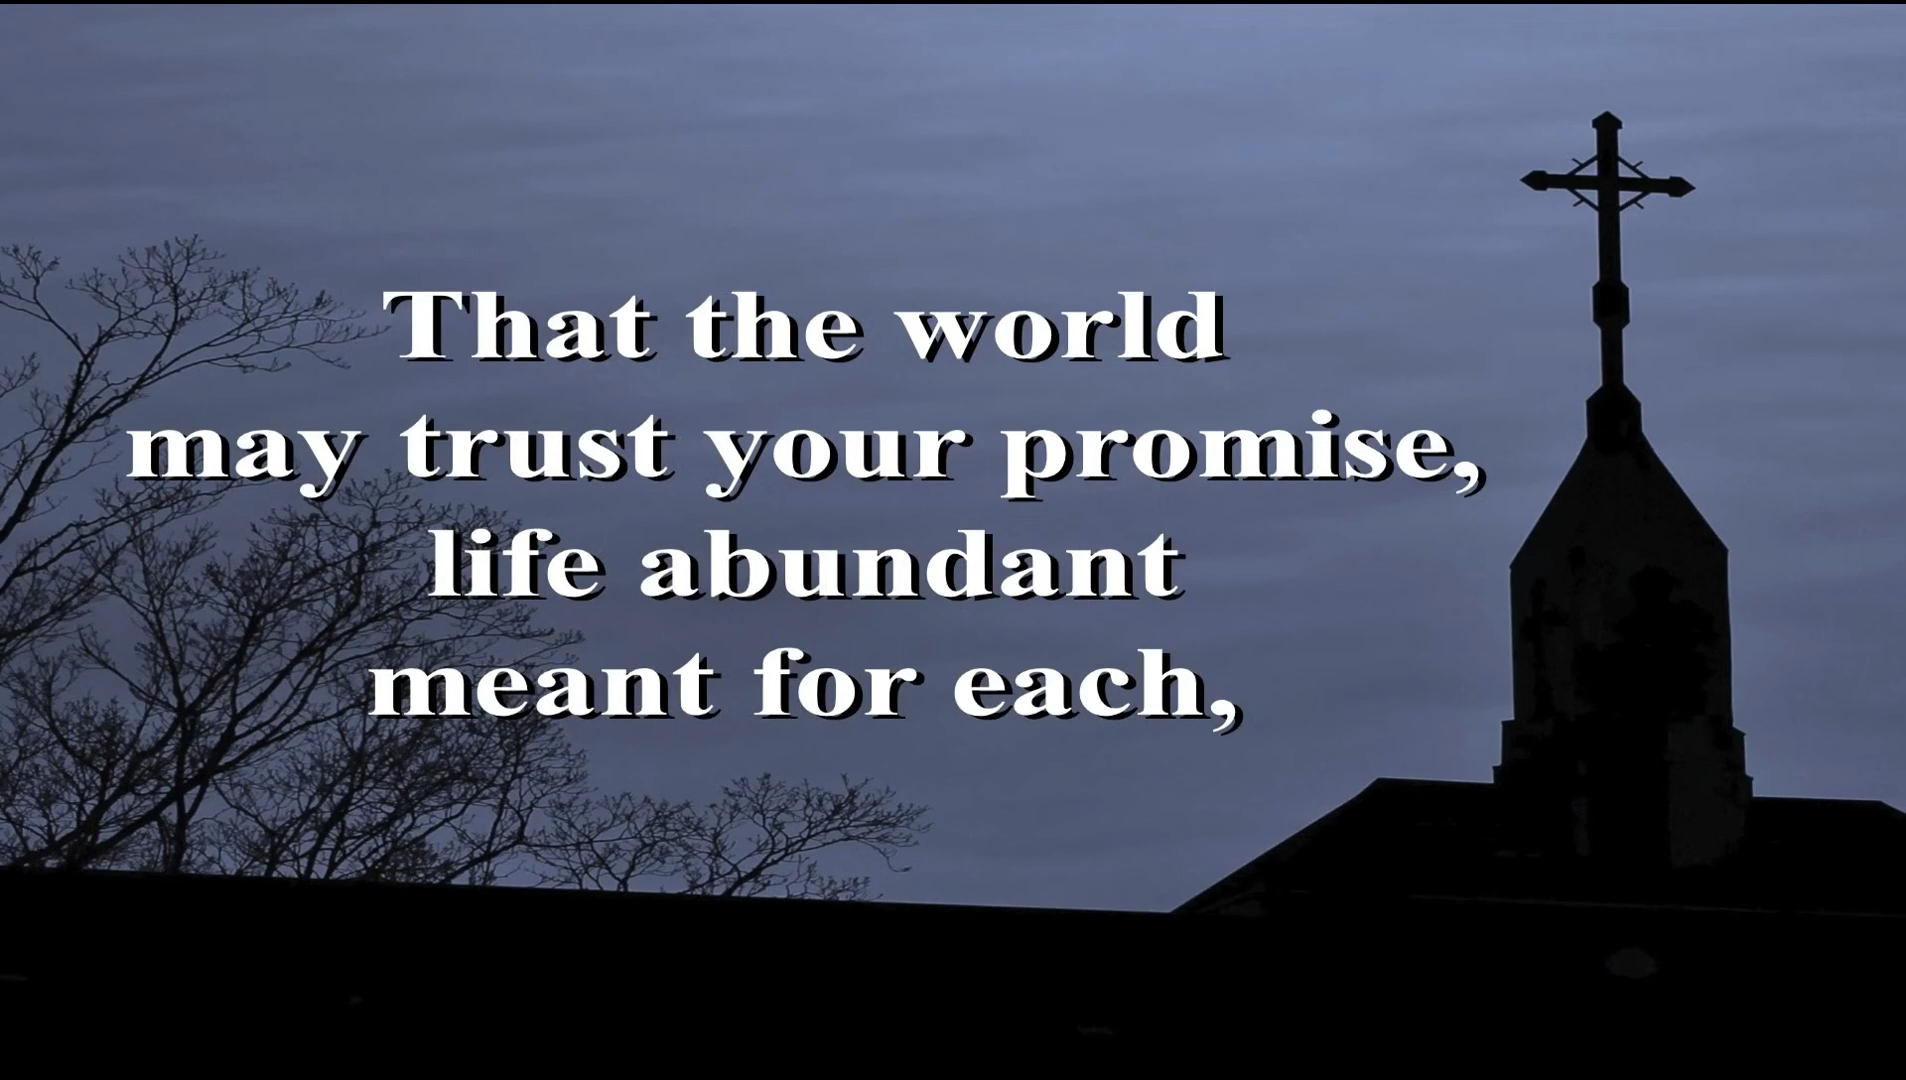 That the world
may trust your promise,
life abundant
meant for each,